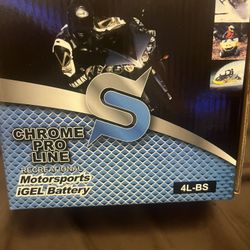 S
CHROME
PRO
LINE
RECREATIONAL
Motorsports
iGEL Battery
4L-BS